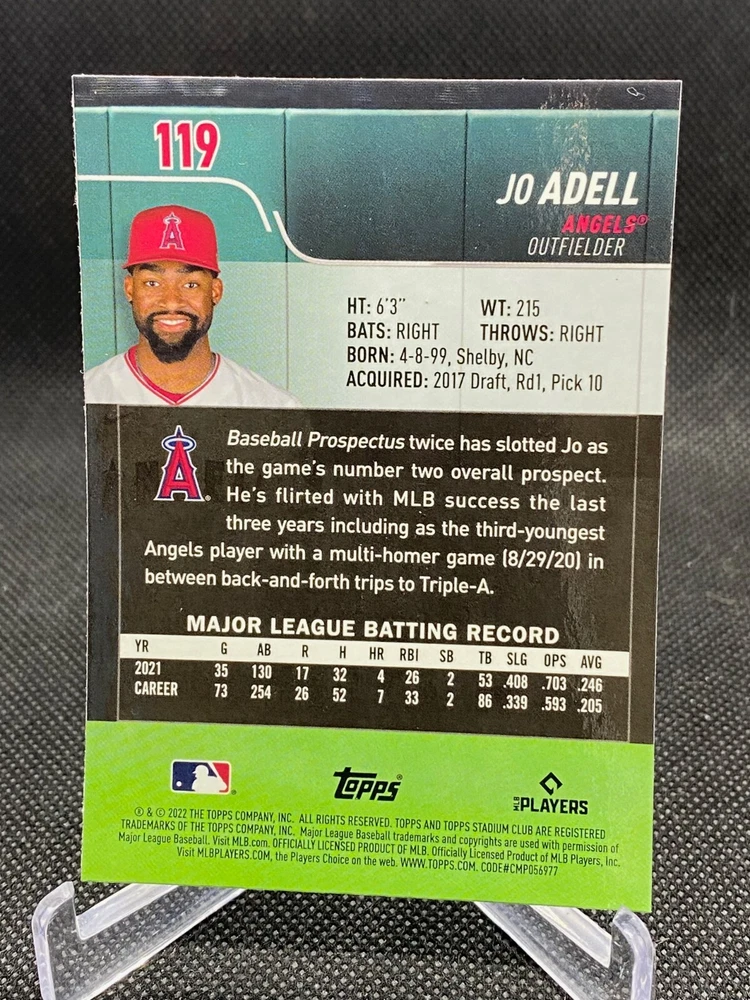 119
JO ADELL
ANGELS®
OUTFIELDER
HT: 6'3" WT: 215
BATS: RIGHT THROWS: RIGHT
BORN: 4-8-99, Shelby, NC
ACQUIRED: 2017 Draft, Rd1, Pick 10
Baseball Prospectus twice has slotted Jo as
the game's number two overall prospect.
He's flirted with MLB success the last
three years including as the third-youngest
Angels player with a multi-homer game (8/29/20) in
between back-and-forth trips to Triple-A.
MAJOR LEAGUE BATTING RECORD
YR G AB R H HR RBI SB TB SLG OPS AVG
2021 35 130 17 32 4 26 2 53 .408 .703 .246
CAREER 73 254 26 52 7 33 2 86 .339 .593 .205
topps®
MLB PLAYERS
® & © 2022 THE TOPPS COMPANY, INC. ALL RIGHTS RESERVED. TOPPS AND TOPPS STADIUM CLUB ARE REGISTERED
TRADEMARKS OF THE TOPPS COMPANY, INC. Major League Baseball trademarks and copyrights are used with permission of
Major League Baseball. Visit MLB.com. OFFICIALLY LICENSED PRODUCT OF MLB. Officially Licensed Product of MLB Players, Inc.
Visit MLBPLAYERS.COM, the Players Choice on the web. WWW.TOPPS.COM. CODE#CMP056977